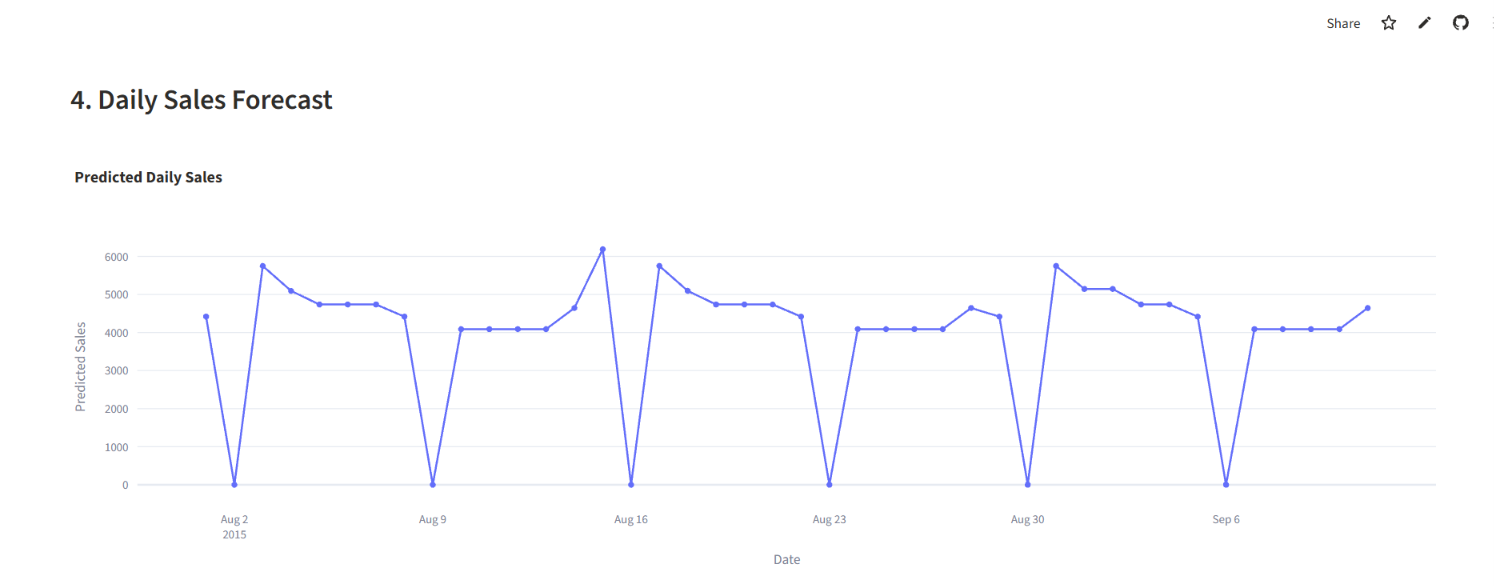 Share
4. Daily Sales Forecast
Predicted Daily Sales
6000
5000
4000
3000
2000
1000
0
Predicted Sales
Aug 2 Aug 9 Aug 16 Aug 23 Aug 30 Sep 6
2015
Date